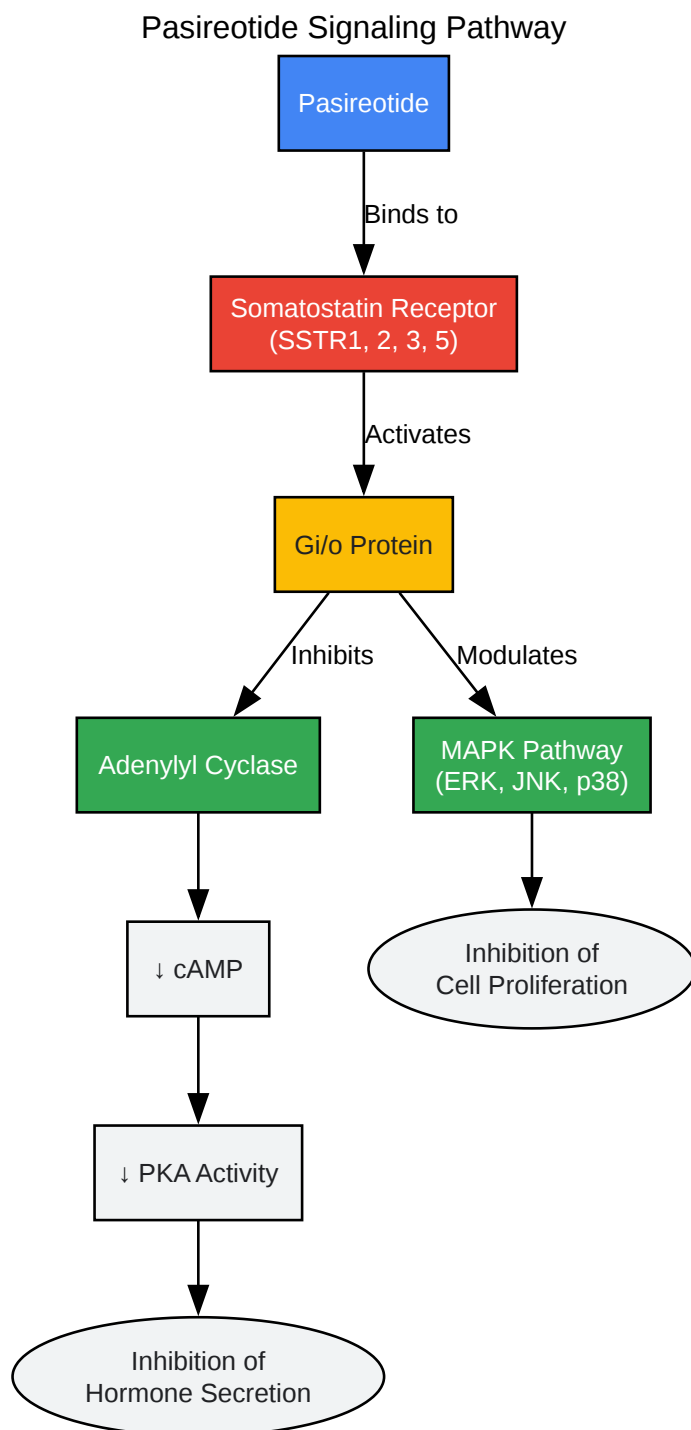 Pasireotide Signaling Pathway
Pasireotide
Binds to
Somatostatin Receptor
(SSTR1, 2, 3, 5)
Activates
Gi/o Protein
Inhibits
Modulates
Adenylyl Cyclase
MAPK Pathway
(ERK, JNK, p38)
↓ cAMP
Inhibition of
Cell Proliferation
↓ PKA Activity
Inhibition of
Hormone Secretion